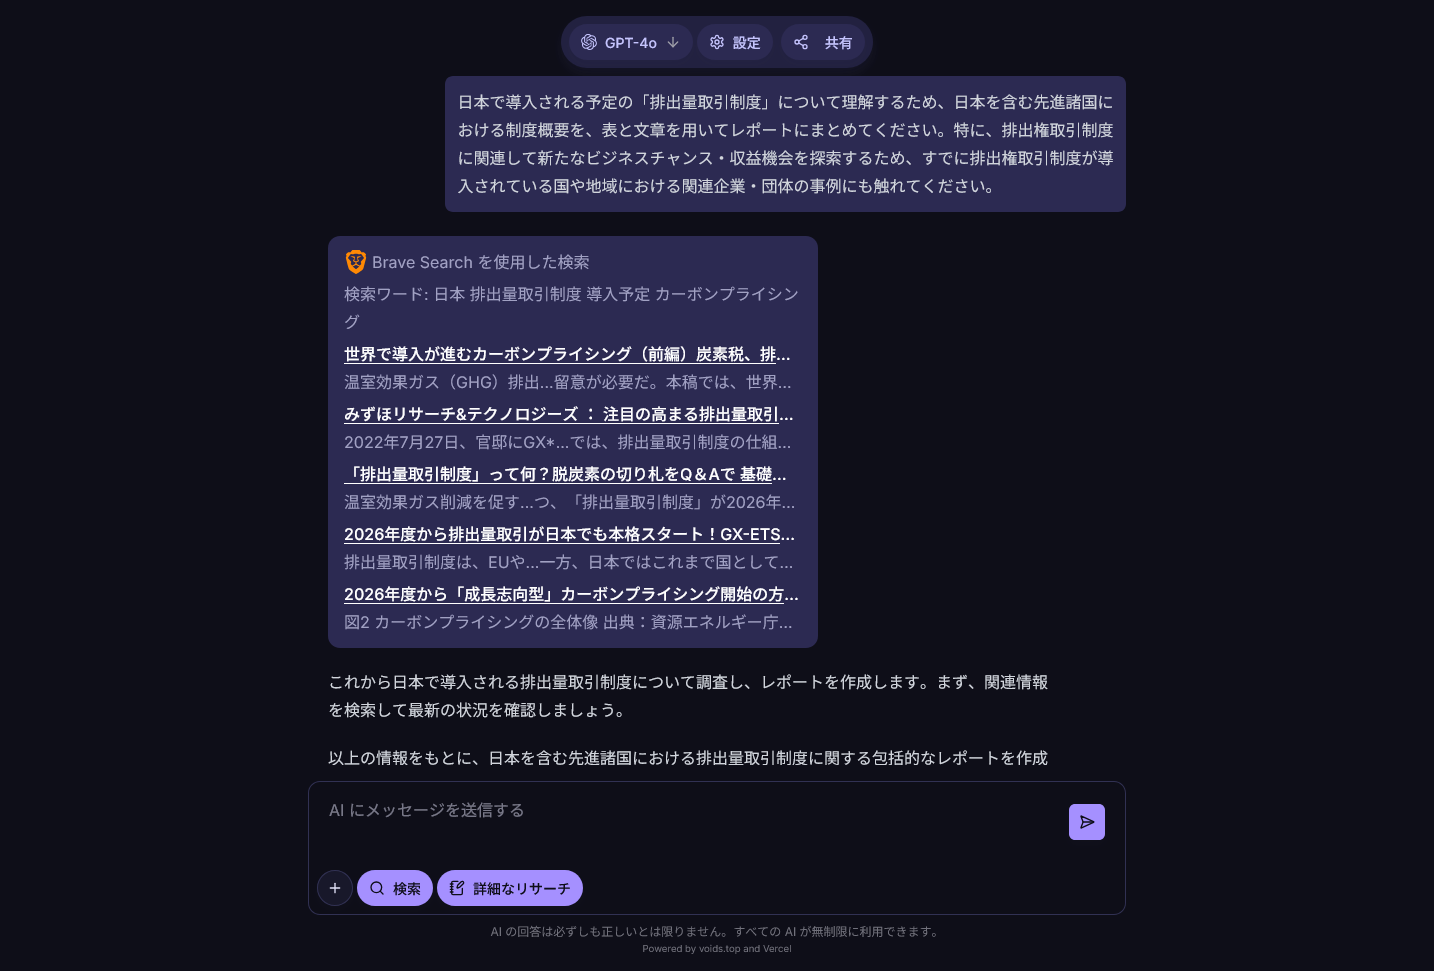 GPT-4o
設定
共有
日本で導入される予定の「排出量取引制度」について理解するため、日本を含む先進諸国に
おける制度概要を、表と文章を用いてレポートにまとめてください。特に、排出権取引制度
に関連して新たなビジネスチャンス・収益機会を探索するため、すでに排出権取引制度が導
入されている国や地域における関連企業・団体の事例にも触れてください。
Brave Search を使用した検索
検索ワード: 日本 排出量取引制度 導入予定 カーボンプライシン
グ
世界で導入が進むカーボンプライシング（前編）炭素税、排...
温室効果ガス（GHG）排出...留意が必要だ。本稿では、世界...
みずほリサーチ&テクノロジーズ ： 注目の高まる排出量取引...
2022年7月27日、官邸にGX*...では、排出量取引制度の仕組...
「排出量取引制度」って何？脱炭素の切り札をQ＆Aで 基礎...
温室効果ガス削減を促す...つ、「排出量取引制度」が2026年...
2026年度から排出量取引が日本でも本格スタート！GX-ETS...
排出量取引制度は、EUや...一方、日本ではこれまで国として...
2026年度から「成長志向型」カーボンプライシング開始の方...
図2 カーボンプライシングの全体像 出典：資源エネルギー庁...
これから日本で導入される排出量取引制度について調査し、レポートを作成します。まず、関連情報
を検索して最新の状況を確認しましょう。
以上の情報をもとに、日本を含む先進諸国における排出量取引制度に関する包括的なレポートを作成
AI にメッセージを送信する
検索
詳細なリサーチ
AI の回答は必ずしも正しいとは限りません。すべての AI が無制限に利用できます。
Powered by voids.top and Vercel